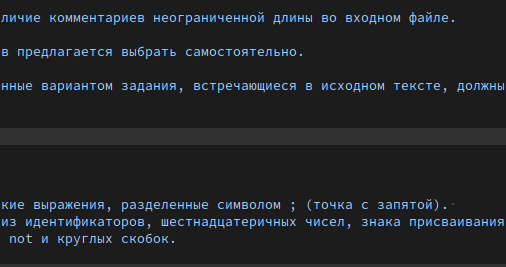 личие комментариев неограниченной длины во входном файле.
в предлагается выбрать самостоятельно.
нные вариантом задания, встречающиеся в исходном тексте, должны
кие выражения, разделенные символом ; (точка с запятой).
из идентификаторов, шестнадцатеричных чисел, знака присваивания
not и круглых скобок.